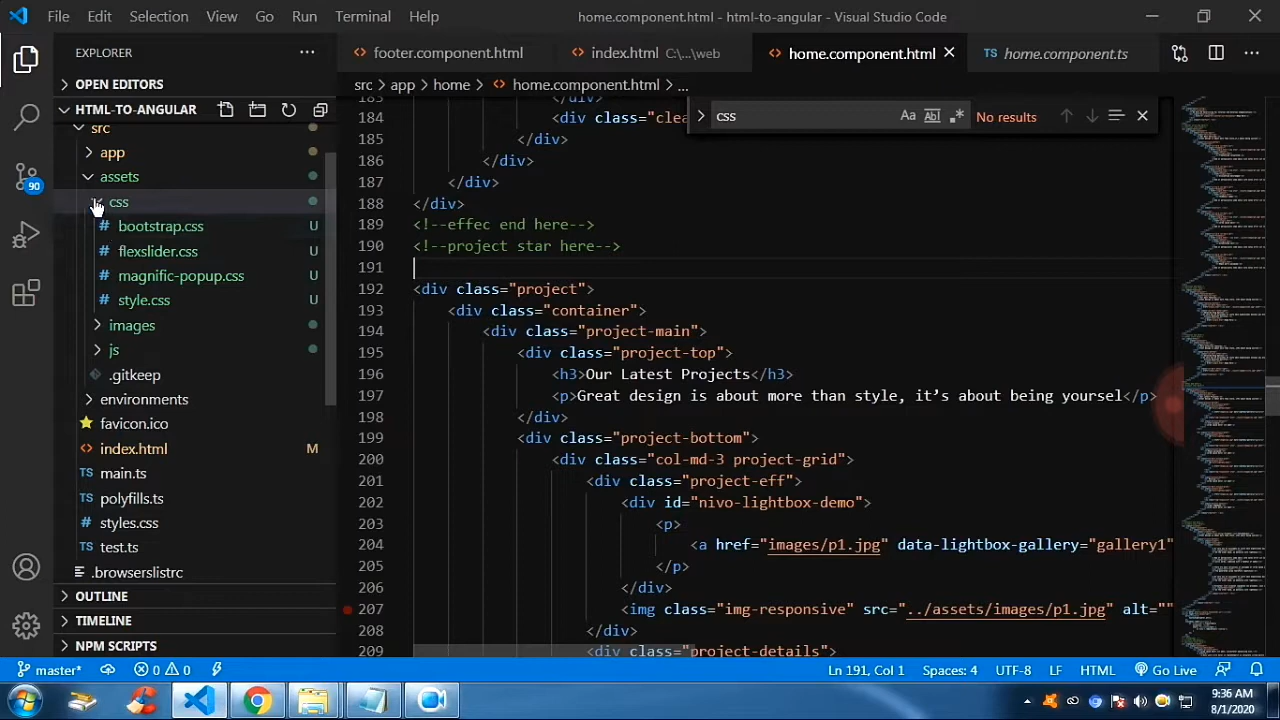 File Edit Selection View Go Run Terminal Help home.component.html - html-to-angular - Visual Studio Code
EXPLORER
OPEN EDITORS
HTML-TO-ANGULAR
src
app
assets
css
bootstrap.css U
flexslider.css U
magnific-popup.css U
style.css U
images
js
.gitkeep
environments
favicon.ico
index.html M
main.ts
polyfills.ts
styles.css
test.ts
.browserslistrc
OUTLINE
TIMELINE
NPM SCRIPTS
90
footer.component.html index.html C:\...\web home.component.html home.component.ts
src app home home.component.html ...
css Aa No results
183 </div>
184 <div class="clea
185 </div>
186 </div>
187 </div>
188 </div>
189 effect here-->
190 <!--project start here-->
191
192 <div class="project">
193 <div class="container">
194 <div class="project-main">
195 <div class="project-top">
196 <h3>Our Latest Projects</h3>
197 <p>Great design is about more than style, it's about being yourself</p>
198 </div>
199 <div class="project-bottom">
200 <div class="col-md-4 project-grid">
201 <div class="project-
202 <div id="nivo-lightbox-demo">
203 <p>
204 <a href="images/p1.jpg" data-lightbox-gallery="gallery1"
205 </p>
206 </div>
207 <img class="img-responsive" src="../assets/images/p1.jpg" alt=""
208 </div>
209 <div class="project-details">
master* 0 0 Ln 191, Col 1 Spaces: 4 UTF-8 LF HTML Go Live
9:36 AM
8/1/2020